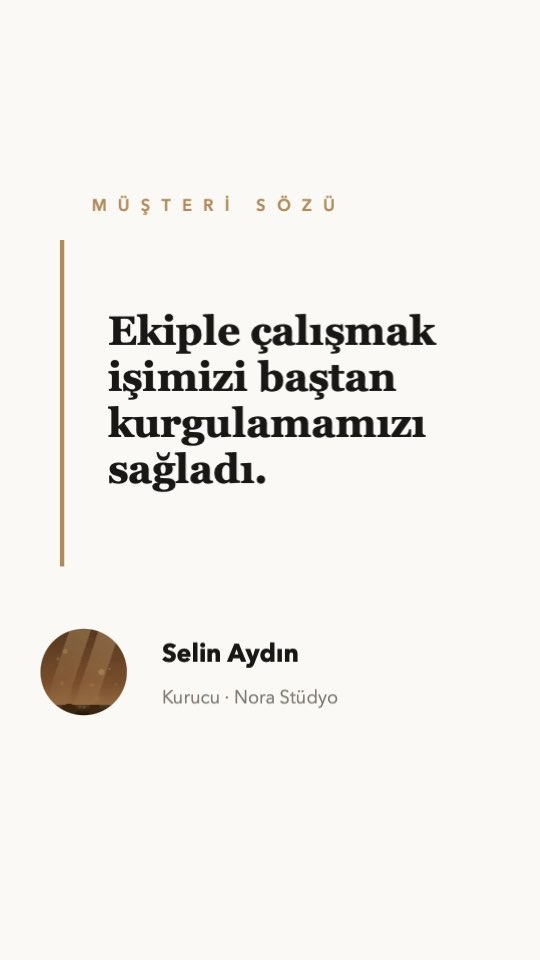 MÜŞTERİ SÖZÜ
Ekiple çalışmak
işimizi baştan
kurgulamamızı
sağladı.
Selin Aydın
Kurucu · Nora Stüdyo